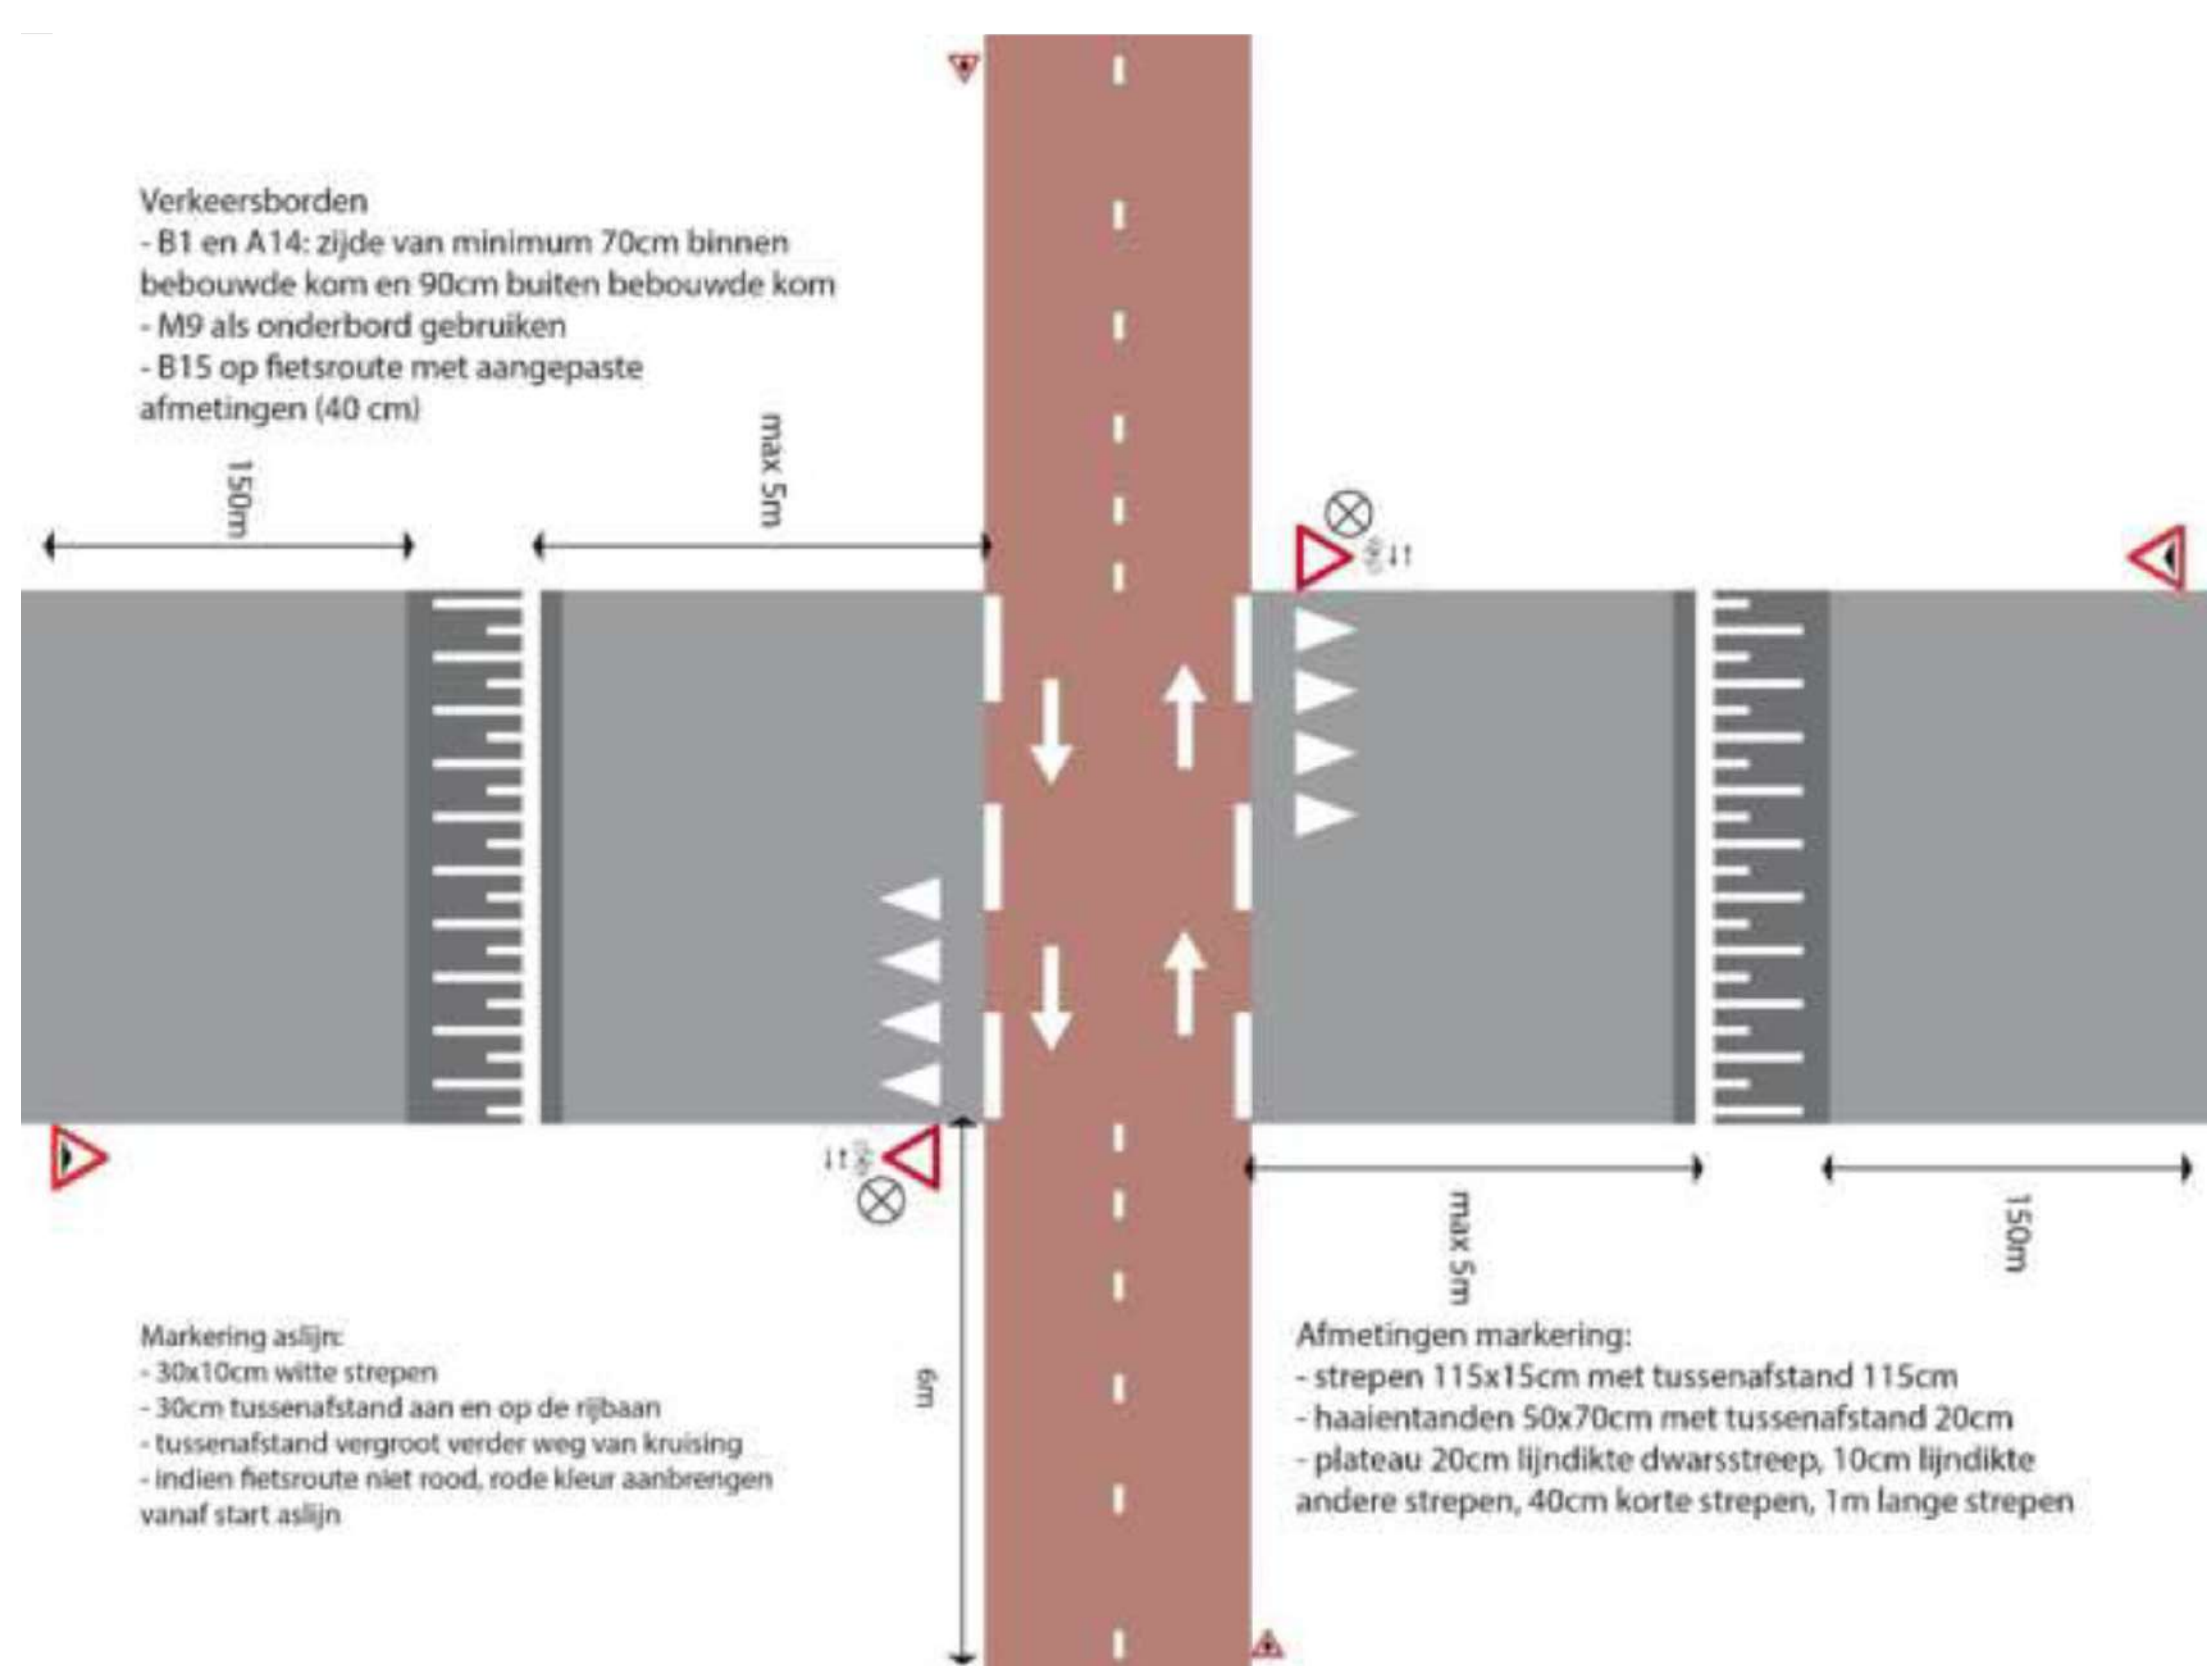 Verkeersborden
- B1 en A14: zijde van minimum 70cm binnen
bebouwde kom en 90cm buiten bebouwde kom
- M9 als onderbord gebruiken
- B15 op fietsroute met aangepaste
afmetingen (40 cm)
150m
max 5m
6m
max 5m
150m
Markering aslijn:
- 30x10cm witte strepen
- 30cm tussenafstand aan en op de rijbaan
- tussenafstand vergroot verder weg van kruising
- indien fietsroute niet rood, rode kleur aanbrengen
vanaf start aslijn
Afmetingen markering:
- strepen 115x15cm met tussenafstand 115cm
- haaientanden 50x70cm met tussenafstand 20cm
- plateau 20cm lijndikte dwarsstreep, 10cm lijndikte
andere strepen, 40cm korte strepen, 1m lange strepen